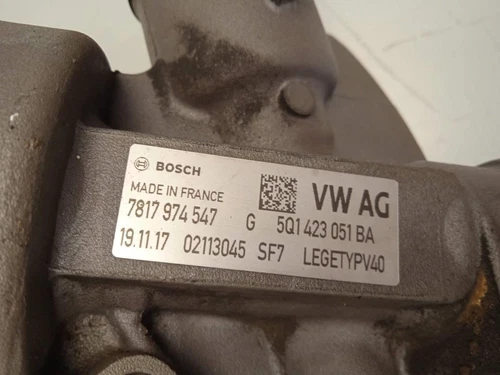 BOSCH
MADE IN FRANCE VW AG
7817 974 547 G 5Q1 423 051 BA
19.11.17 02113045 SF7 LEGETYPV40